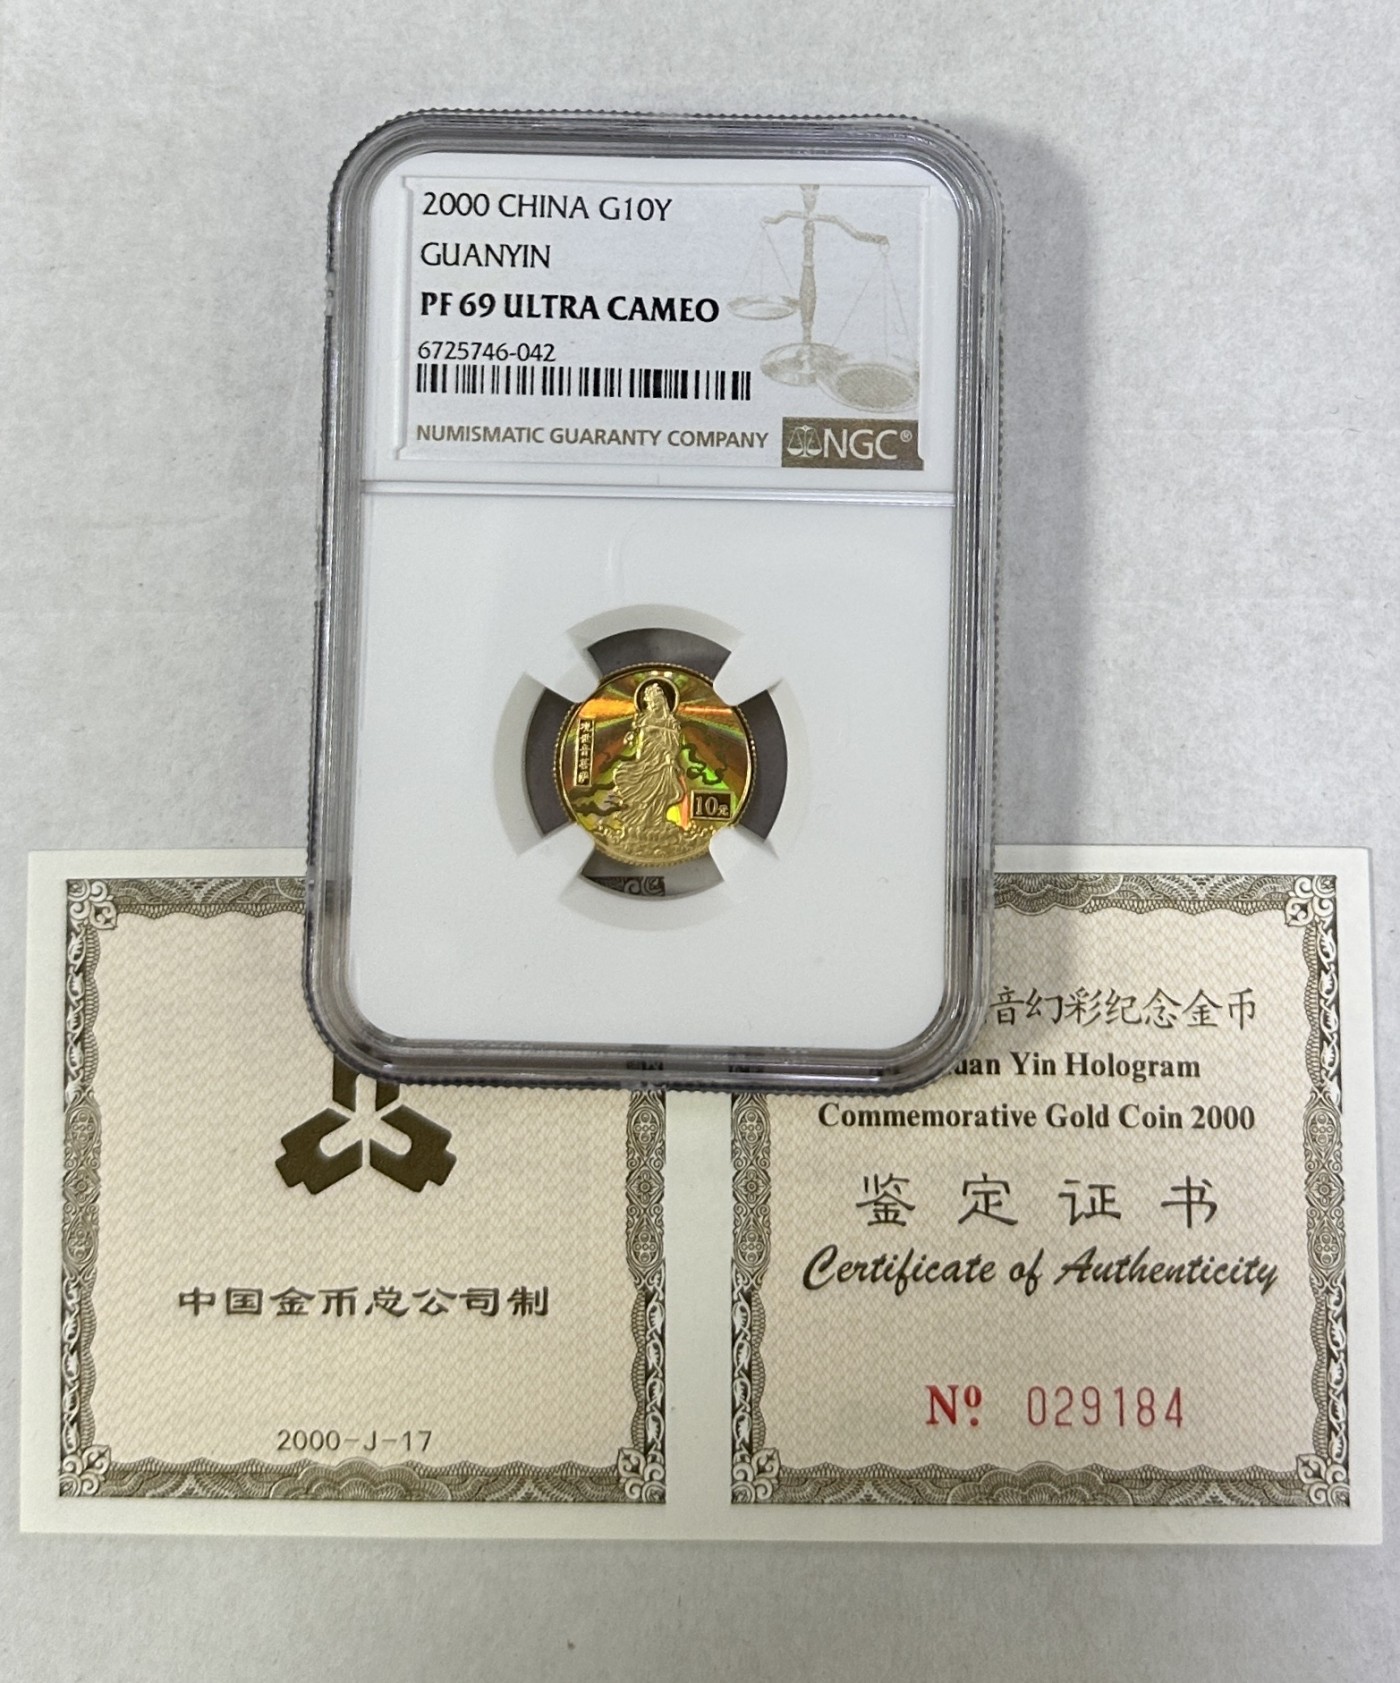 2000 CHINA G10Y
GUANYIN
PF 69 ULTRA CAMEO
6725746-042
NUMISMATIC GUARANTY COMPANY
NGC®
10元
音幻彩纪念金币
Yin Hologram
Commemorative Gold Coin 2000
鉴定证书
Certificate of Authenticity
Nº 029184
中国金币总公司制
2000-J-17